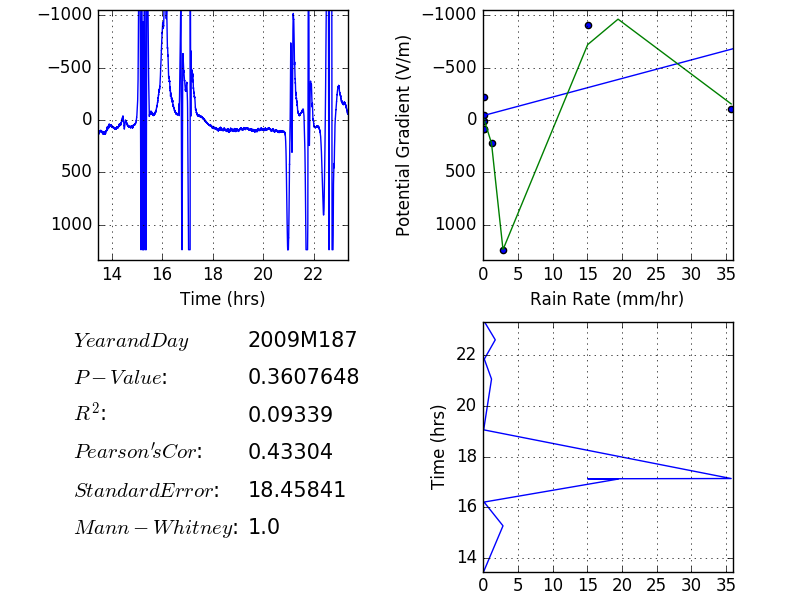 −1000
−500
0
500
1000
14 16 18 20 22
Time (hrs)
Potential Gradient (V/m)
−1000
−500
0
500
1000
0 5 10 15 20 25 30 35
Rain Rate (mm/hr)
YearandDay 2009M187
P−Value: 0.3607648
R²: 0.09339
Pearson′sCor: 0.43304
StandardError: 18.45841
Mann−Whitney: 1.0
Time (hrs)
22
20
18
16
14
0 5 10 15 20 25 30 35